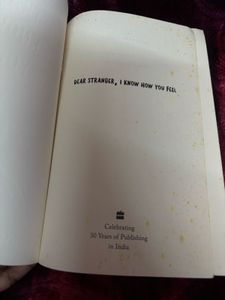 DEAR STRANGER, I KNOW HOW YOU FEEL
Celebrating
30 Years of Publishing
in India